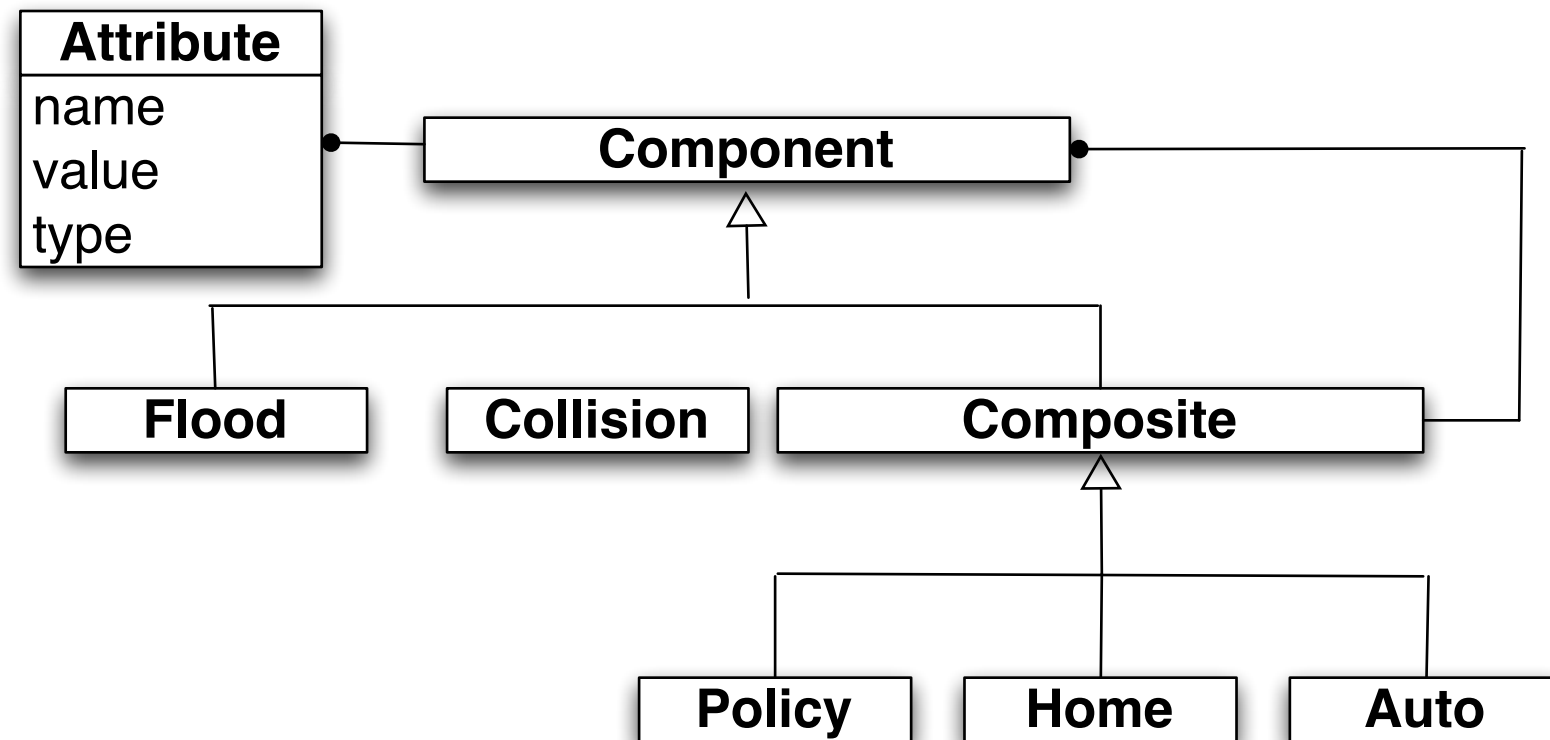 Attribute
name
value
type
Component
Flood
Collision
Composite
Policy
Home
Auto